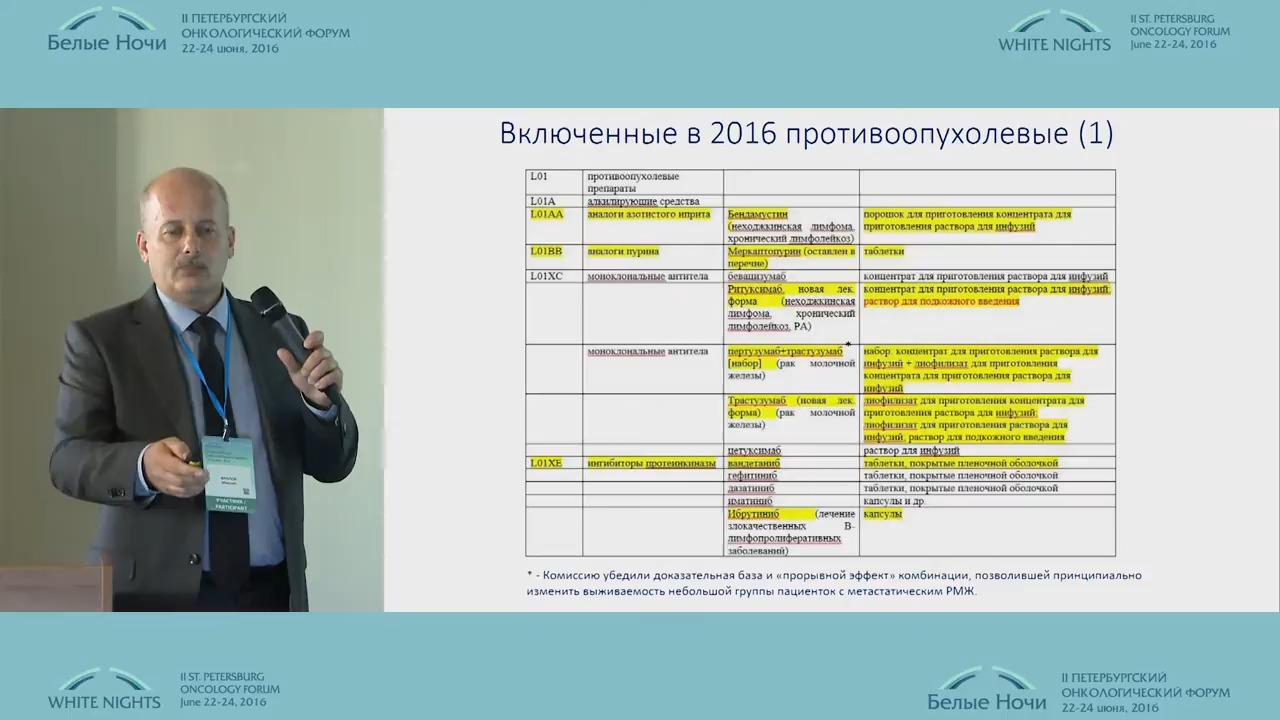 II ПЕТЕРБУРГСКИЙ
ОНКОЛОГИЧЕСКИЙ ФОРУМ
22-24 июня, 2016
Белые Ночи
WHITE NIGHTS
II ST. PETERSBURG
ONCOLOGY FORUM
June 22-24, 2016
Включенные в 2016 противоопухолевые (1)
L01 противоопухолевые
препараты
L01A алкилирующие средства
L01AA аналоги азотистого иприта Бендамустин порошок для приготовления концентрата для
(неходжкинская лимфома, приготовления раствора для инфузий
хронический лимфолейкоз)
L01BB аналоги пурина Меркаптопурин (оставлен в таблетки
перечне)
L01XC моноклональные антитела бевацизумаб концентрат для приготовления раствора для инфузий
Ритуксимаб, новая лек. концентрат для приготовления раствора для инфузий;
форма (неходжкинская раствор для подкожного введения
лимфома, хронический
лимфолейкоз, РА)
моноклональные антитела пертузумаб+трастузумаб * набор: концентрат для приготовления раствора для
[набор] (рак молочной инфузий + лиофилизат для приготовления
железы) концентрата для приготовления раствора для
инфузий
Трастузумаб (новая лек. лиофилизат для приготовления концентрата для
форма) (рак молочной приготовления раствора для инфузий;
железы) лиофилизат для приготовления раствора для
инфузий; раствор для подкожного введения
цетуксимаб раствор для инфузий
L01XE ингибиторы протеинкиназы вандетаниб таблетки, покрытые пленочной оболочкой
гефитиниб таблетки, покрытые пленочной оболочкой
дазатиниб таблетки, покрытые пленочной оболочкой
иматиниб капсулы и др.
Ибрутиниб (лечение капсулы
злокачественных В-
лимфопролиферативных
заболеваний)
* - Комиссию убедили доказательная база и «прорывной эффект» комбинации, позволившей принципиально
изменить выживаемость небольшой группы пациенток с метастатическим РМЖ.
УЧАСТНИК /
PARTICIPANT
WHITE NIGHTS
II ST. PETERSBURG
ONCOLOGY FORUM
June 22-24, 2016
Белые Ночи
II ПЕТЕРБУРГСКИЙ
ОНКОЛОГИЧЕСКИЙ ФОРУМ
22-24 июня, 2016